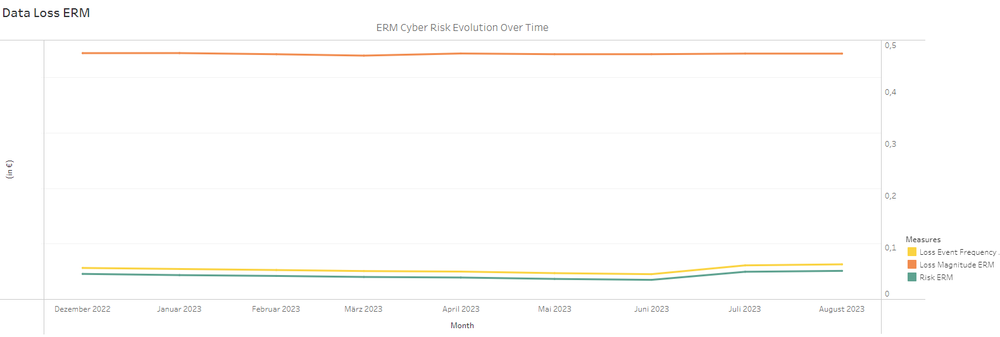 Data Loss ERM
ERM Cyber Risk Evolution Over Time
(in €)
0,5
0,4
0,3
0,2
0,1
0
Measures
Loss Event Frequency .
Loss Magnitude ERM
Risk ERM
Dezember 2022 Januar 2023 Februar 2023 März 2023 April 2023 Mai 2023 Juni 2023 Juli 2023 August 2023
Month